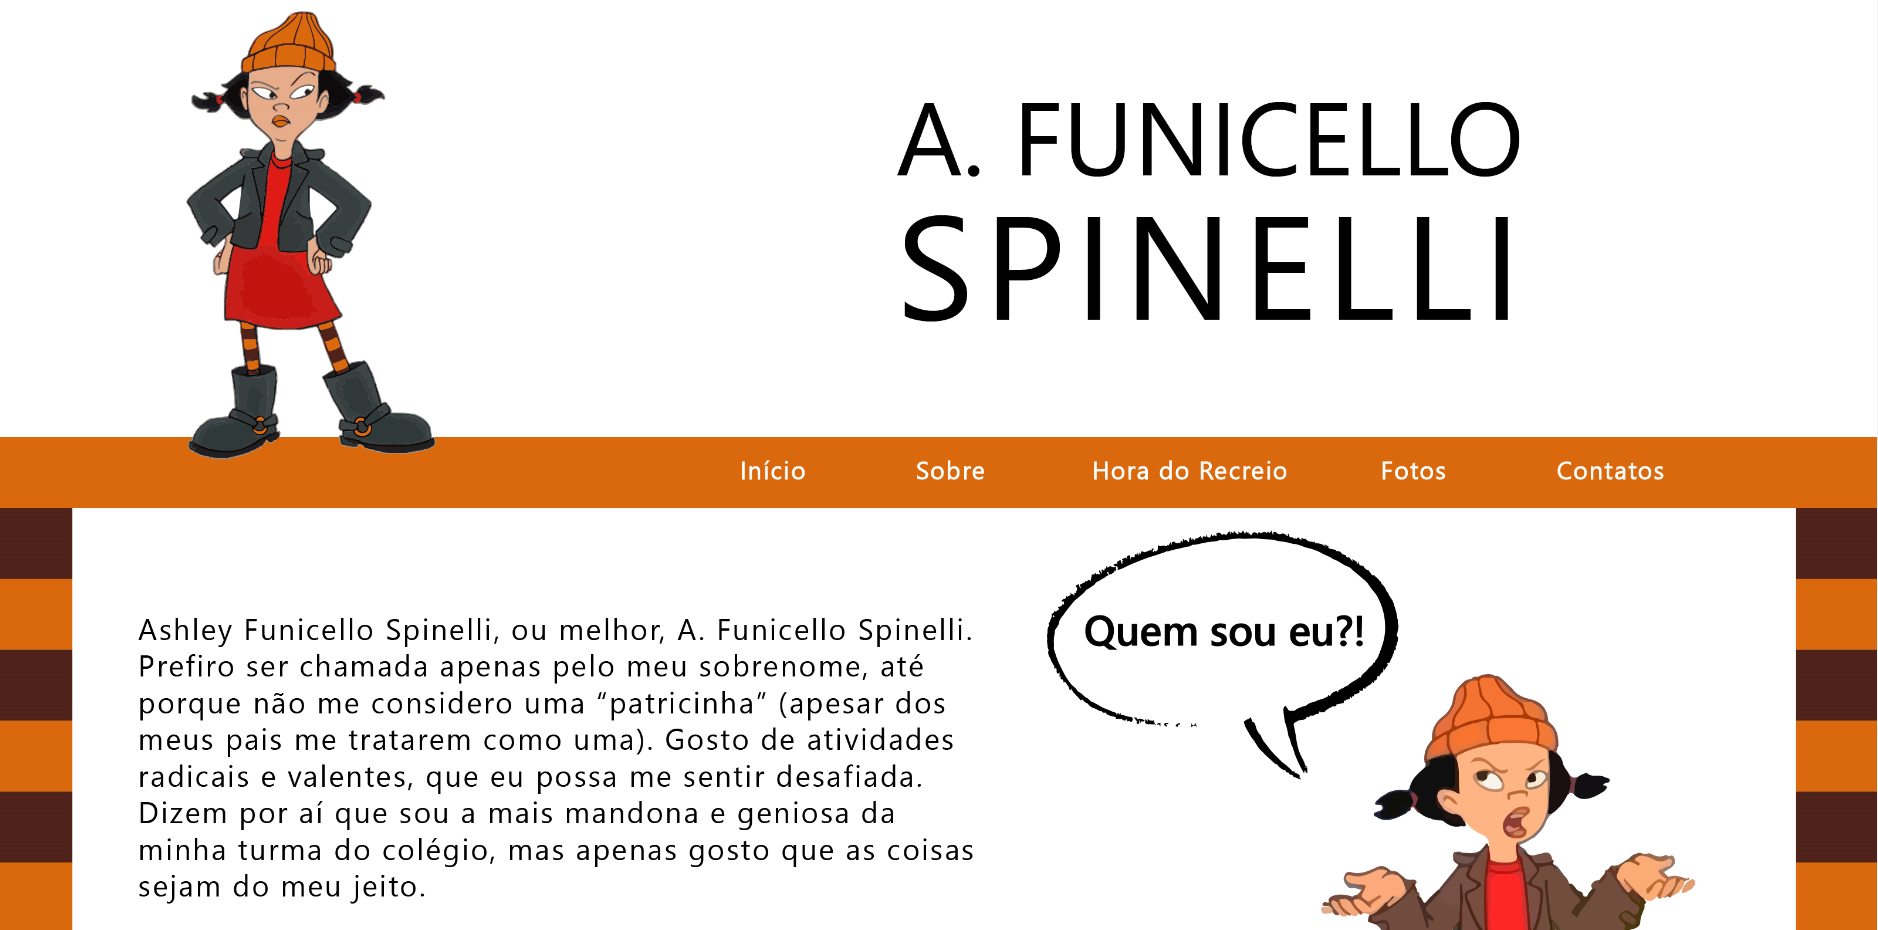 A. FUNICELLO
SPINELLI
Início Sobre Hora do Recreio Fotos Contatos
Ashley Funicello Spinelli, ou melhor, A. Funicello Spinelli.
Prefiro ser chamada apenas pelo meu sobrenome, até
porque não me considero uma “patricinha” (apesar dos
meus pais me tratarem como uma). Gosto de atividades
radicais e valentes, que eu possa me sentir desafiada.
Dizem por aí que sou a mais mandona e geniosa da
minha turma do colégio, mas apenas gosto que as coisas
sejam do meu jeito.
Quem sou eu?!